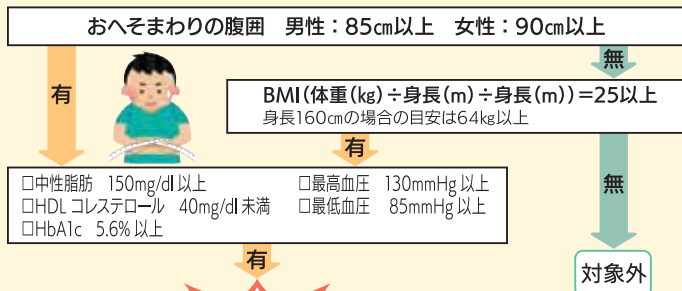 おへそまわりの腹囲　男性：85㎝以上　女性：90㎝以上
有
無
BMI（体重（㎏）÷身長（m）÷身長（m））＝25以上
身長160㎝の場合の目安は64㎏以上
有
無
□中性脂肪　150mg/dl 以上
□HDL コレステロール　40mg/dl 未満
□HbA1c　5.6% 以上
□最高血圧　130mmHg 以上
□最低血圧　85mmHg 以上
有
対象外